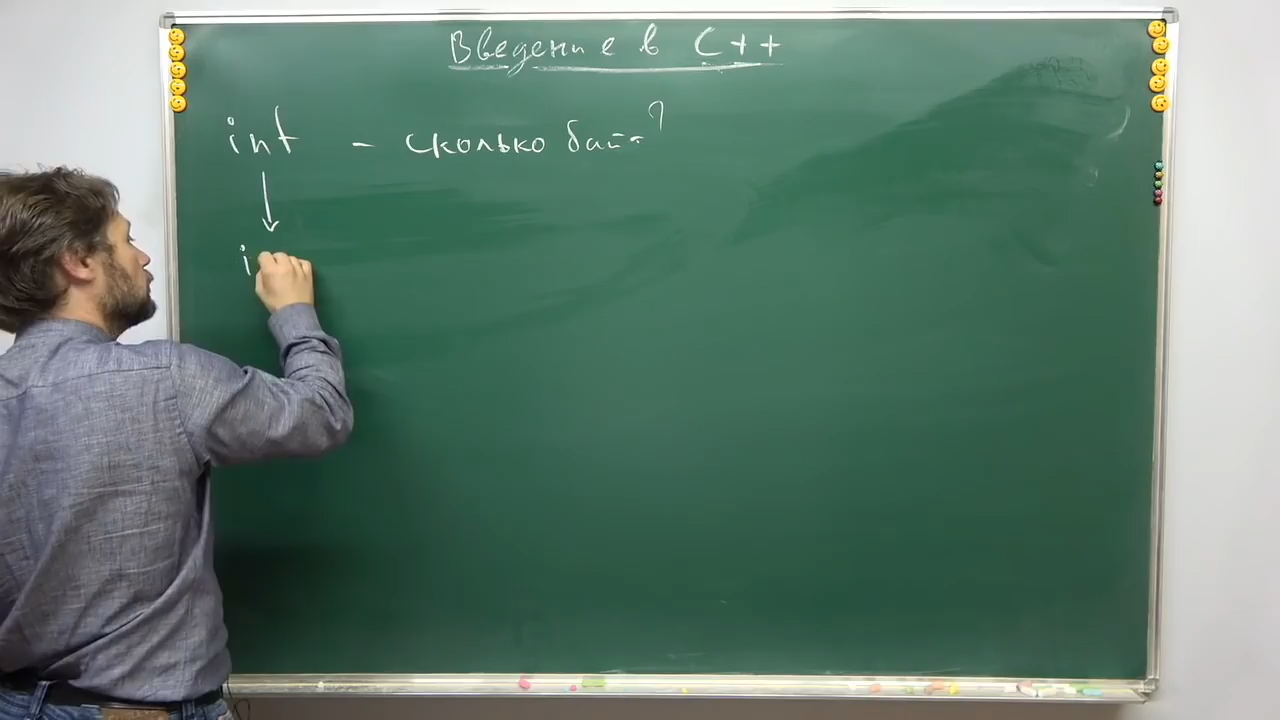 Введение в C++
int - сколько байт?
i